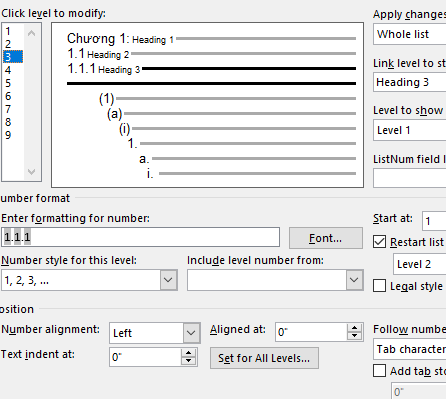 Click level to modify:
Apply changes
1
2
3
4
5
6
7
8
9
Chương 1: Heading 1
1.1 Heading 2
1.1.1 Heading 3
(1)
(a)
(i)
1.
a.
i.
Whole list
Link level to st
Heading 3
Level to show
Level 1
ListNum field l
umber format
Enter formatting for number:
1.1.1
Font...
Start at: 1
Restart list
Number style for this level:
Include level number from:
Level 2
1, 2, 3, ...
Legal style
osition
Number alignment: Left
Aligned at: 0"
Follow number
Text indent at: 0"
Set for All Levels...
Tab character
Add tab sto
0"